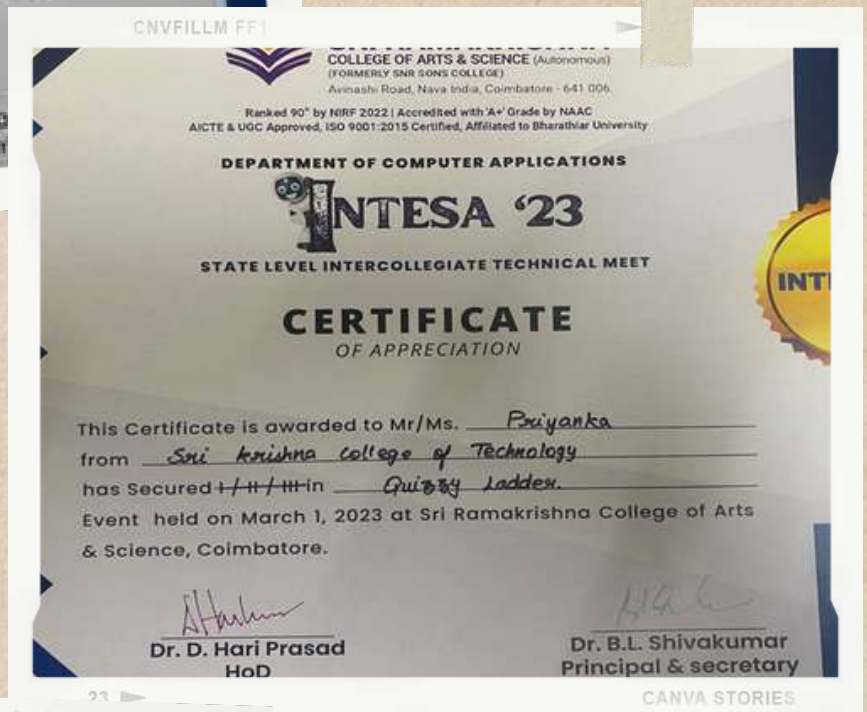 CNVFILLM FF1
COLLEGE OF ARTS & SCIENCE (Autonomous)
(FORMERLY SNR SONS COLLEGE)
Avinashi Road, Nava India, Coimbatore - 641 006.
Ranked 90th by NIRF 2022 | Accredited with 'A+' Grade by NAAC
AICTE & UGC Approved, ISO 9001:2015 Certified, Affiliated to Bharathiar University
DEPARTMENT OF COMPUTER APPLICATIONS
INTESA ‘23
STATE LEVEL INTERCOLLEGIATE TECHNICAL MEET
INT
CERTIFICATE
OF APPRECIATION
This Certificate is awarded to Mr/Ms. Priyanka
from Sri krishna college of Technology
has Secured I / II / III in Quizzy Ladder.
Event held on March 1, 2023 at Sri Ramakrishna College of Arts
& Science, Coimbatore.
Dr. D. Hari Prasad
HoD
Dr. B.L. Shivakumar
Principal & secretary
23
CANVA STORIES